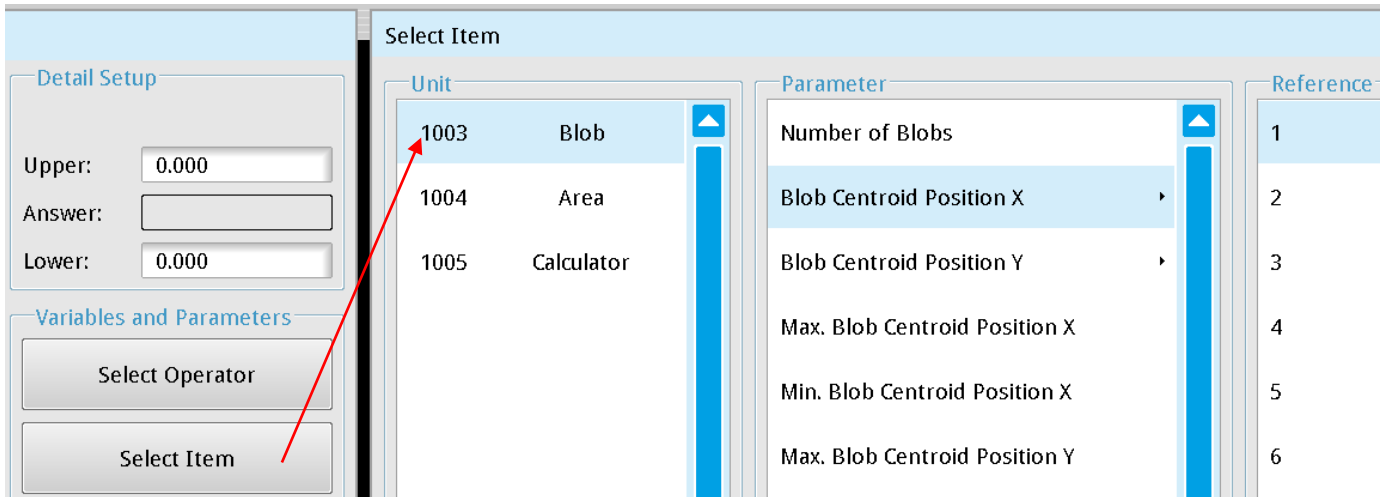 Detail Setup
Upper: 0.000
Answer:
Lower: 0.000
Variables and Parameters
Select Operator
Select Item
Select Item
Unit
1003 Blob
1004 Area
1005 Calculator
Parameter
Number of Blobs
Blob Centroid Position X
Blob Centroid Position Y
Max. Blob Centroid Position X
Min. Blob Centroid Position X
Max. Blob Centroid Position Y
Reference
1
2
3
4
5
6